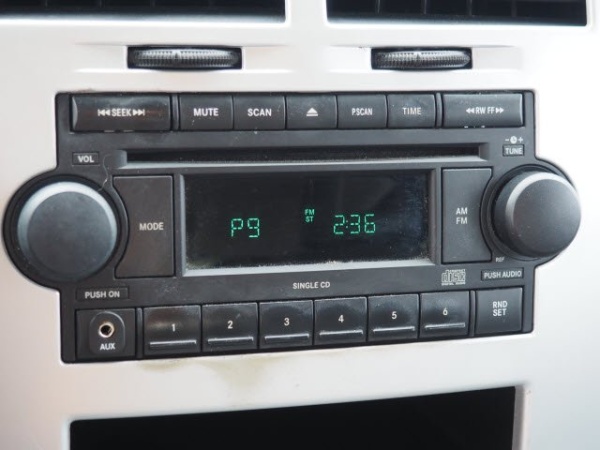 SEEK
MUTE
SCAN
PSCAN
TIME
RW FF
VOL
TUNE
MODE
P9
FM
ST
2:36
AM
FM
SINGLE CD
PUSH ON
PUSH AUDIO
AUX
1
2
3
4
5
6
RND
SET